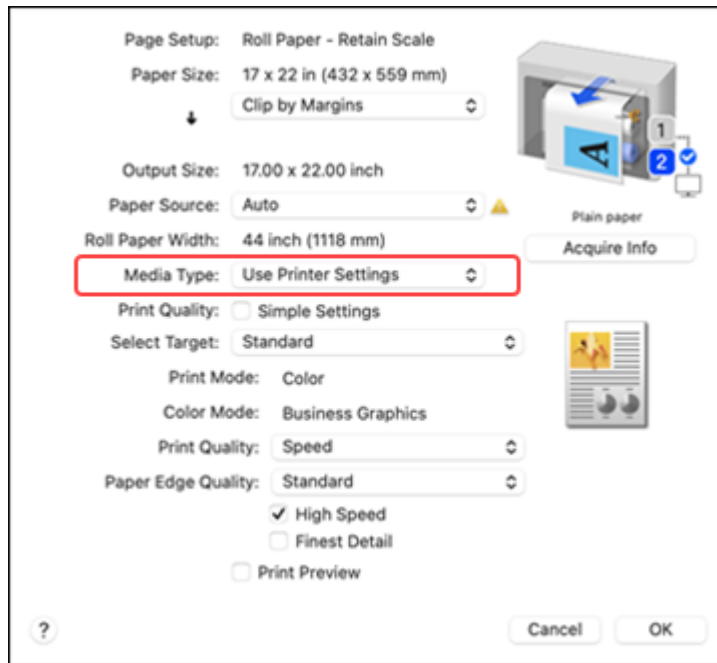 Page Setup: Roll Paper - Retain Scale
Paper Size: 17 x 22 in (432 x 559 mm)
Clip by Margins
Output Size: 17.00 x 22.00 inch
Paper Source: Auto
Roll Paper Width: 44 inch (1118 mm)
Media Type: Use Printer Settings
Print Quality: Simple Settings
Select Target: Standard
Print Mode: Color
Color Mode: Business Graphics
Print Quality: Speed
Paper Edge Quality: Standard
High Speed
Finest Detail
Print Preview
A
1
2
Plain paper
Acquire Info
?
Cancel OK